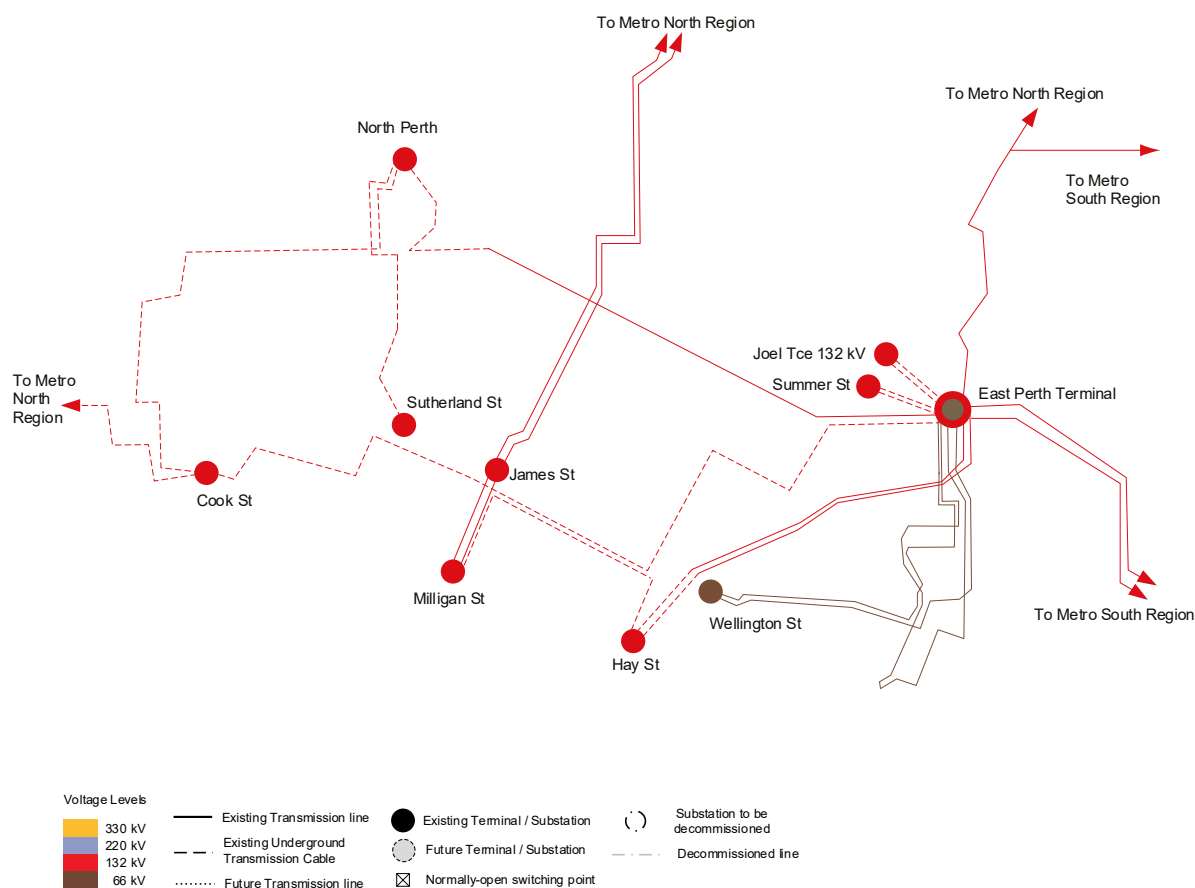 To Metro North Region
To Metro North Region
North Perth
To Metro
South Region
Joel Tce 132 kV
Summer St
East Perth Terminal
To Metro
North
Region
Sutherland St
James St
Cook St
Milligan St
Wellington St
To Metro South Region
Hay St
Voltage Levels
330 kV
220 kV
132 kV
66 kV
Existing Transmission line
Existing Underground
Transmission Cable
Future Transmission line
Existing Terminal / Substation
Future Terminal / Substation
Normally-open switching point
Substation to be
decommissioned
Decommissioned line